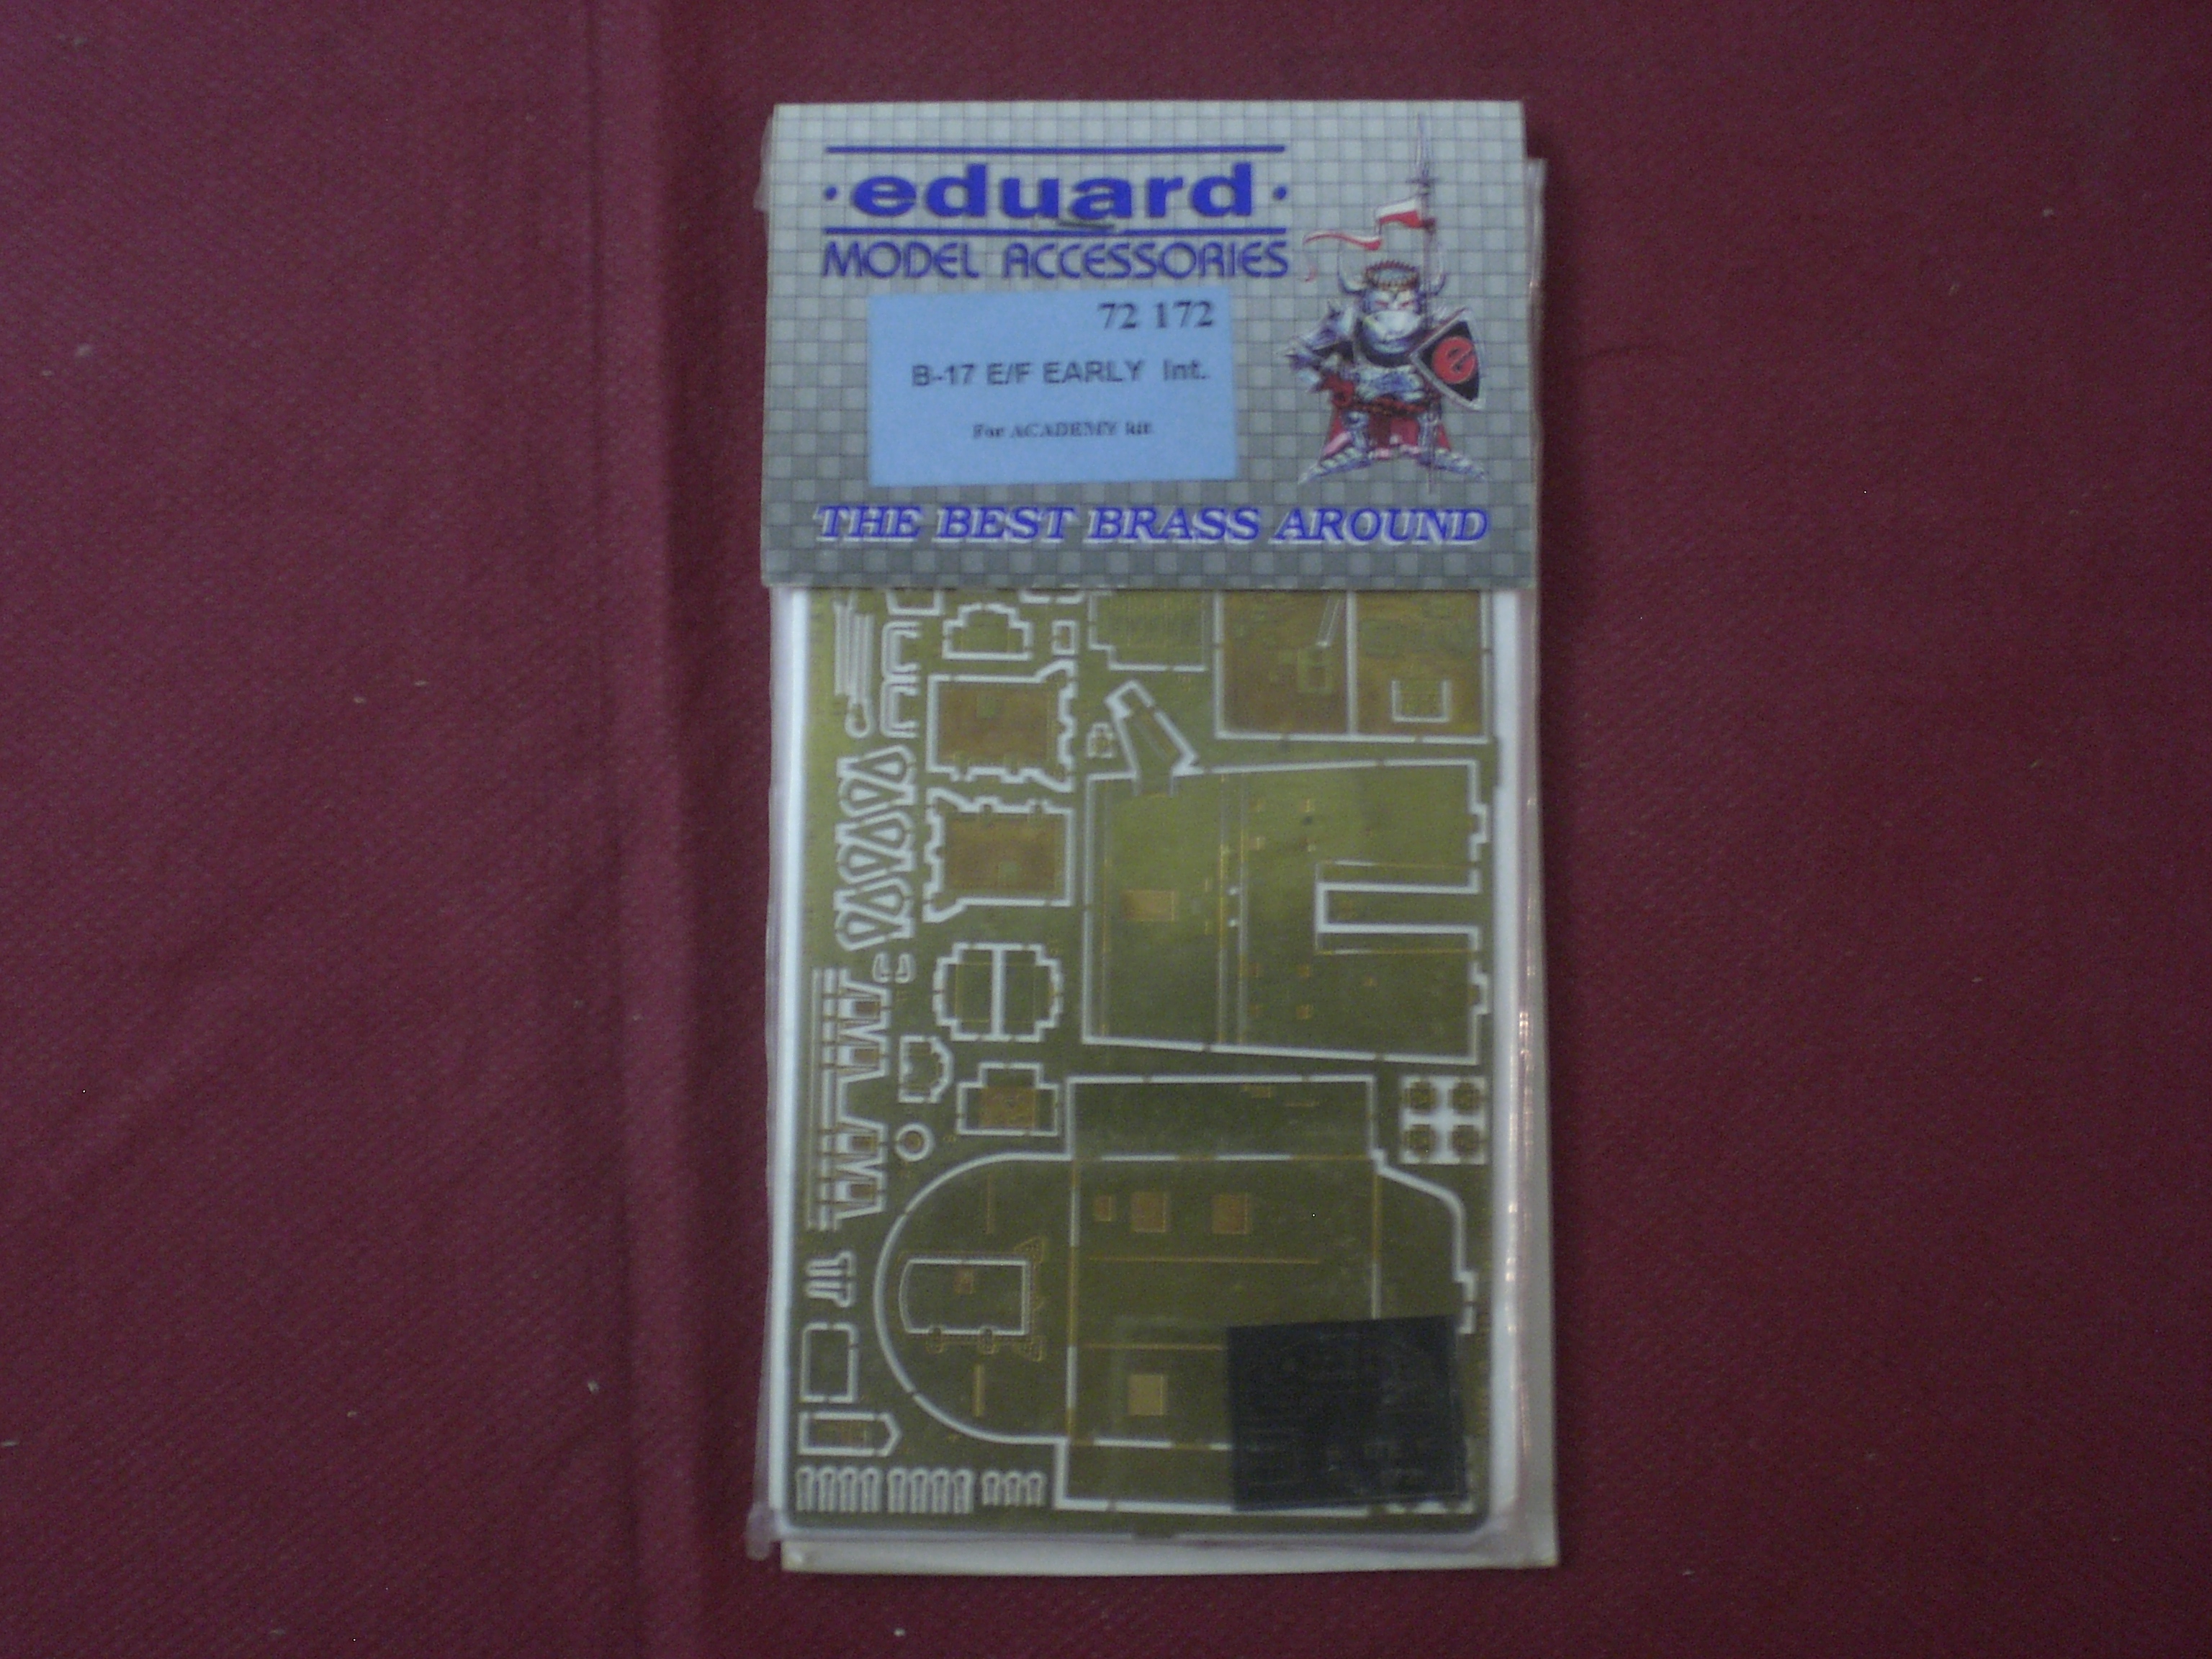 ·eduard·
MODEL ACCESSORIES
72 172
B-17 E/F EARLY Int.
For ACADEMY kit
e
THE BEST BRASS AROUND